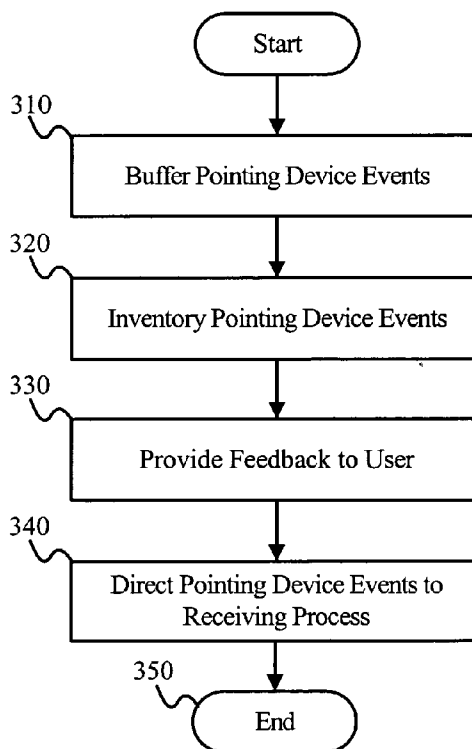 Start
310
Buffer Pointing Device Events
320
Inventory Pointing Device Events
330
Provide Feedback to User
340
Direct Pointing Device Events to
Receiving Process
350
End